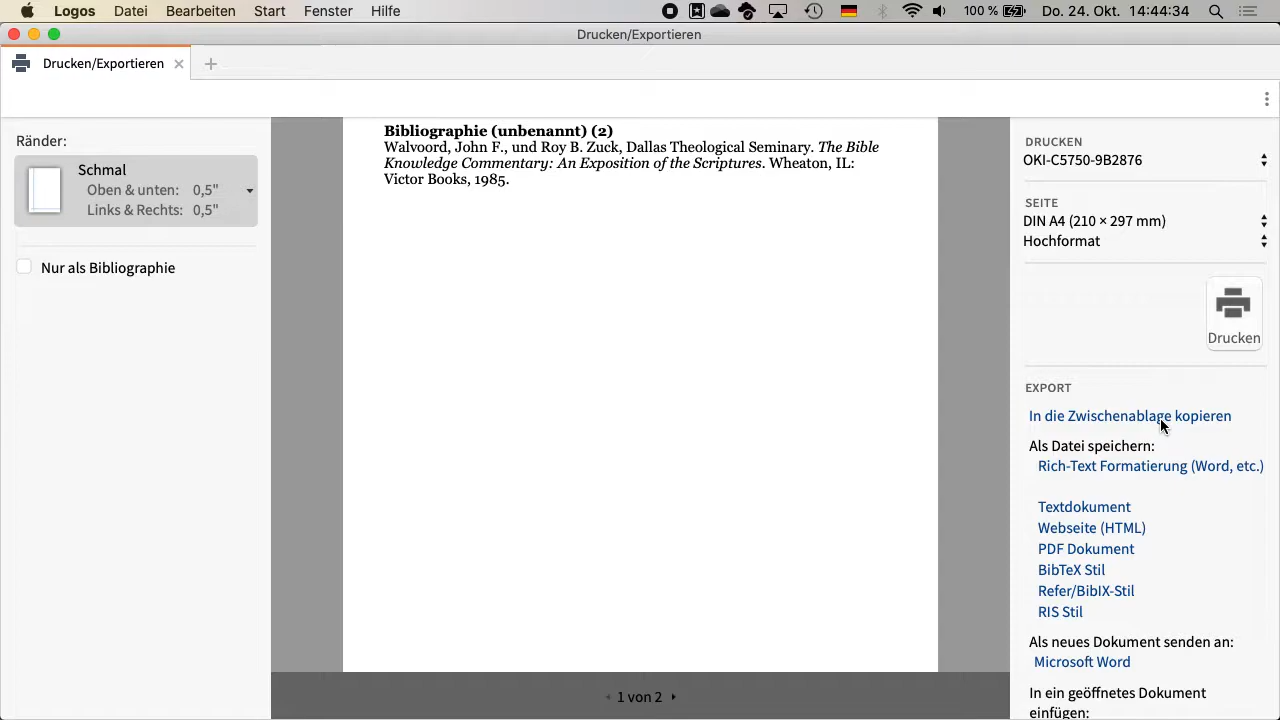 Logos Datei Bearbeiten Start Fenster Hilfe 100 % Do. 24. Okt. 14:44:34
Drucken/Exportieren
Drucken/Exportieren
Ränder:
Schmal
Oben & unten: 0,5"
Links & Rechts: 0,5"
Nur als Bibliographie
Bibliographie (unbenannt) (2)
Walvoord, John F., und Roy B. Zuck, Dallas Theological Seminary. The Bible
Knowledge Commentary: An Exposition of the Scriptures. Wheaton, IL:
Victor Books, 1985.
1 von 2
DRUCKEN
OKI-C5750-9B2876
SEITE
DIN A4 (210 × 297 mm)
Hochformat
Drucken
EXPORT
In die Zwischenablage kopieren
Als Datei speichern:
Rich-Text Formatierung (Word, etc.)
Textdokument
Webseite (HTML)
PDF Dokument
BibTeX Stil
Refer/BibIX-Stil
RIS Stil
Als neues Dokument senden an:
Microsoft Word
In ein geöffnetes Dokument
einfügen: